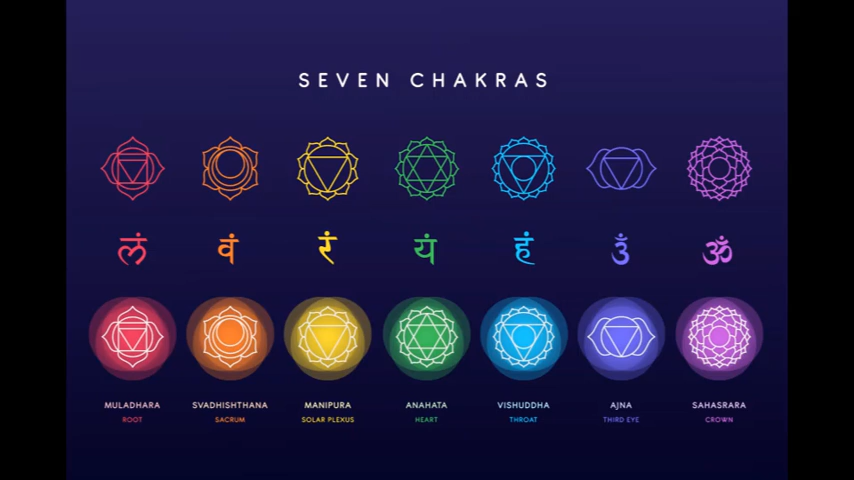 SEVEN CHAKRAS
लं वं रं यं हं उँ ॐ
MULADHARA SVADHISHTHANA MANIPURA ANAHATA VISHUDDHA AJNA SAHASRARA
ROOT SACRUM SOLAR PLEXUS HEART THROAT THIRD EYE CROWN